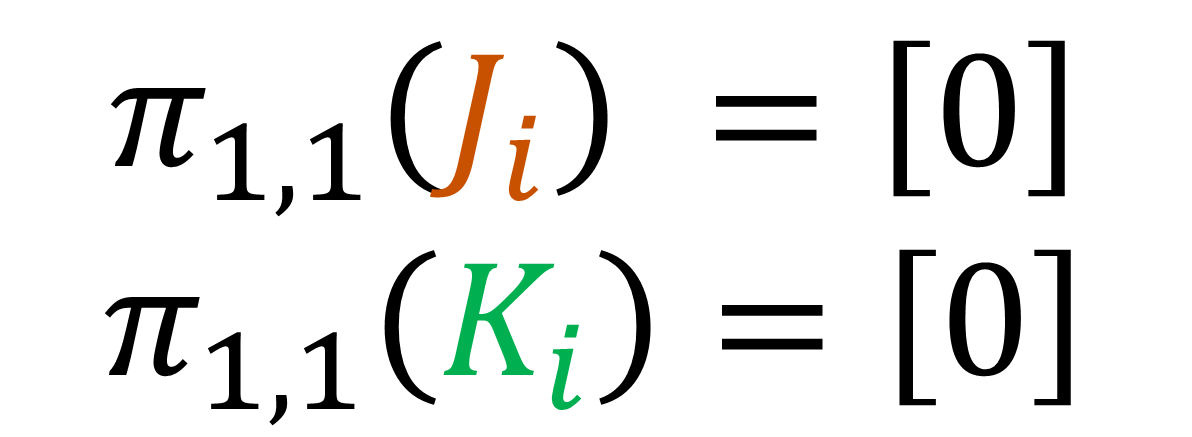 π₁,₁(Jᵢ) = [0]
π₁,₁(Kᵢ) = [0]